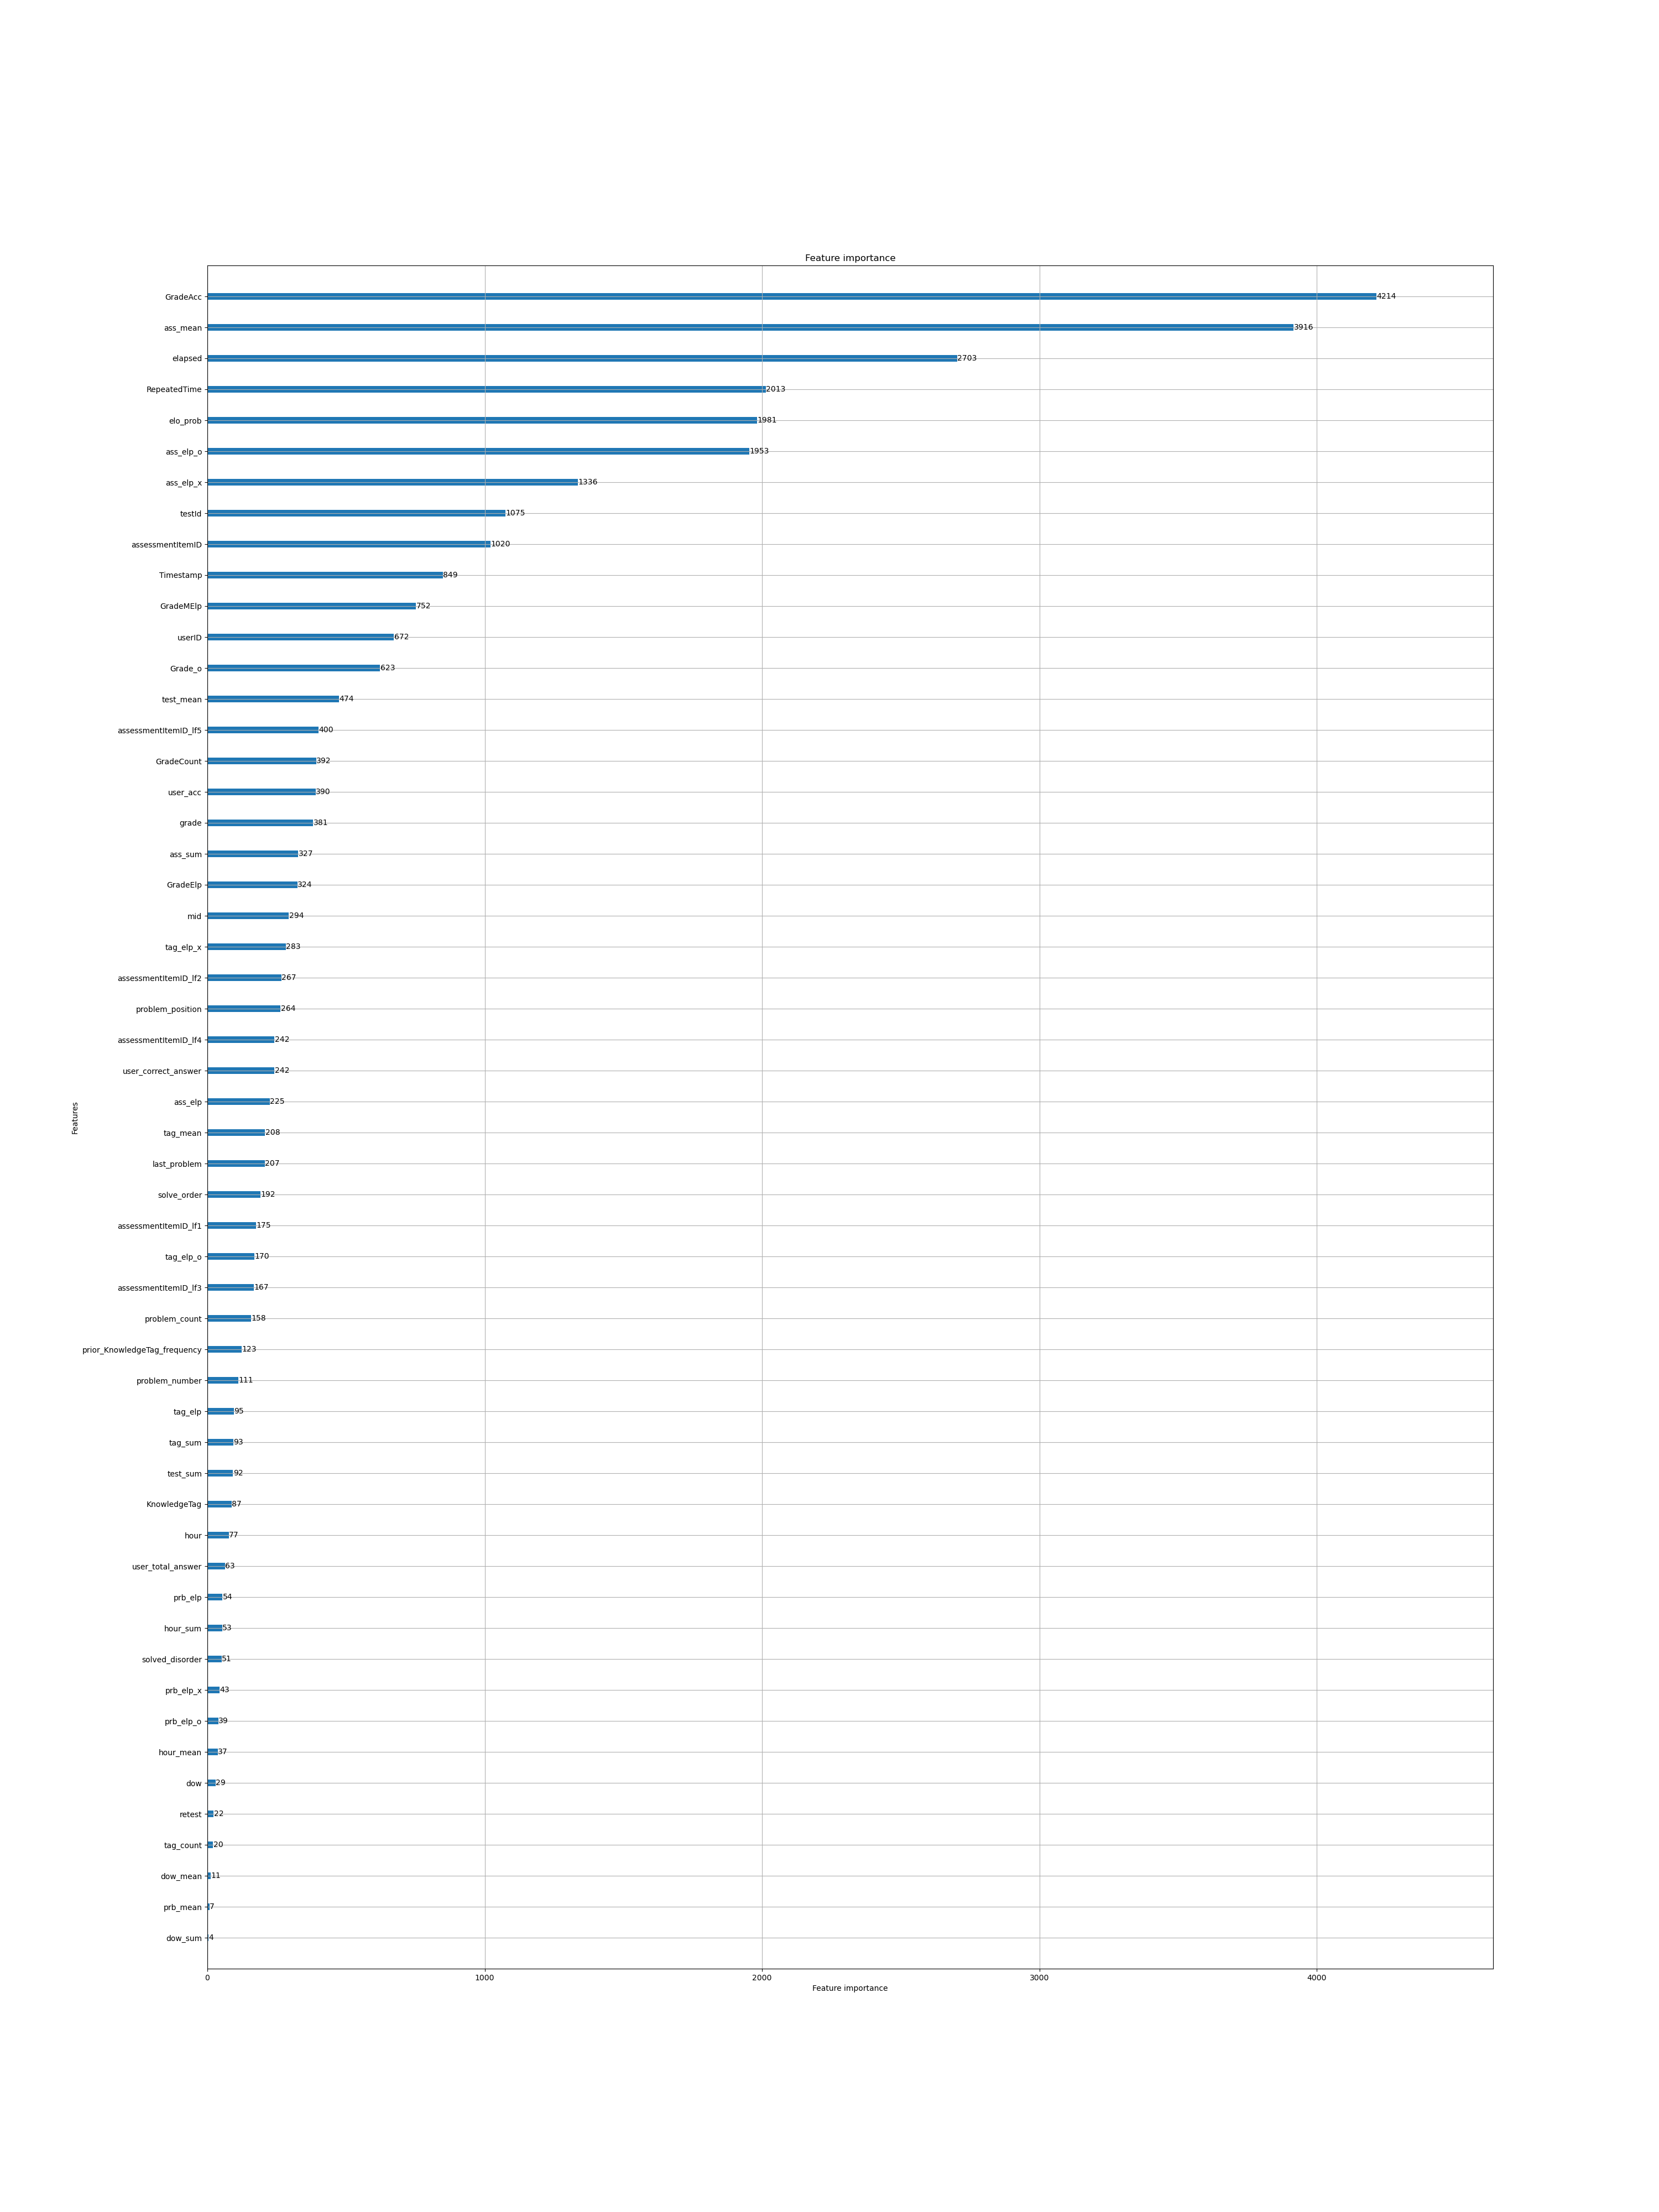 Feature importance
GradeAcc 4214
ass_mean 3916
elapsed 2703
RepeatedTime 2013
elo_prob 1981
ass_elp_o 1953
ass_elp_x 1336
testId 1075
assessmentItemID 1020
Timestamp 849
GradeMElp 752
userID 672
Grade_o 623
test_mean 474
assessmentItemID_lf5 400
GradeCount 392
user_acc 390
grade 381
ass_sum 327
GradeElp 324
mid 294
tag_elp_x 283
assessmentItemID_lf2 267
problem_position 264
assessmentItemID_lf4 242
user_correct_answer 242
ass_elp 225
Features
tag_mean 208
last_problem 207
solve_order 192
assessmentItemID_lf1 175
tag_elp_o 170
assessmentItemID_lf3 167
problem_count 158
prior_KnowledgeTag_frequency 123
problem_number 111
tag_elp 95
tag_sum 93
test_sum 92
KnowledgeTag 87
hour 77
user_total_answer 63
prb_elp 54
hour_sum 53
solved_disorder 51
prb_elp_x 43
prb_elp_o 39
hour_mean 37
dow 29
retest 22
tag_count 20
dow_mean 11
prb_mean 7
dow_sum 4
0 1000 2000 3000 4000
Feature importance